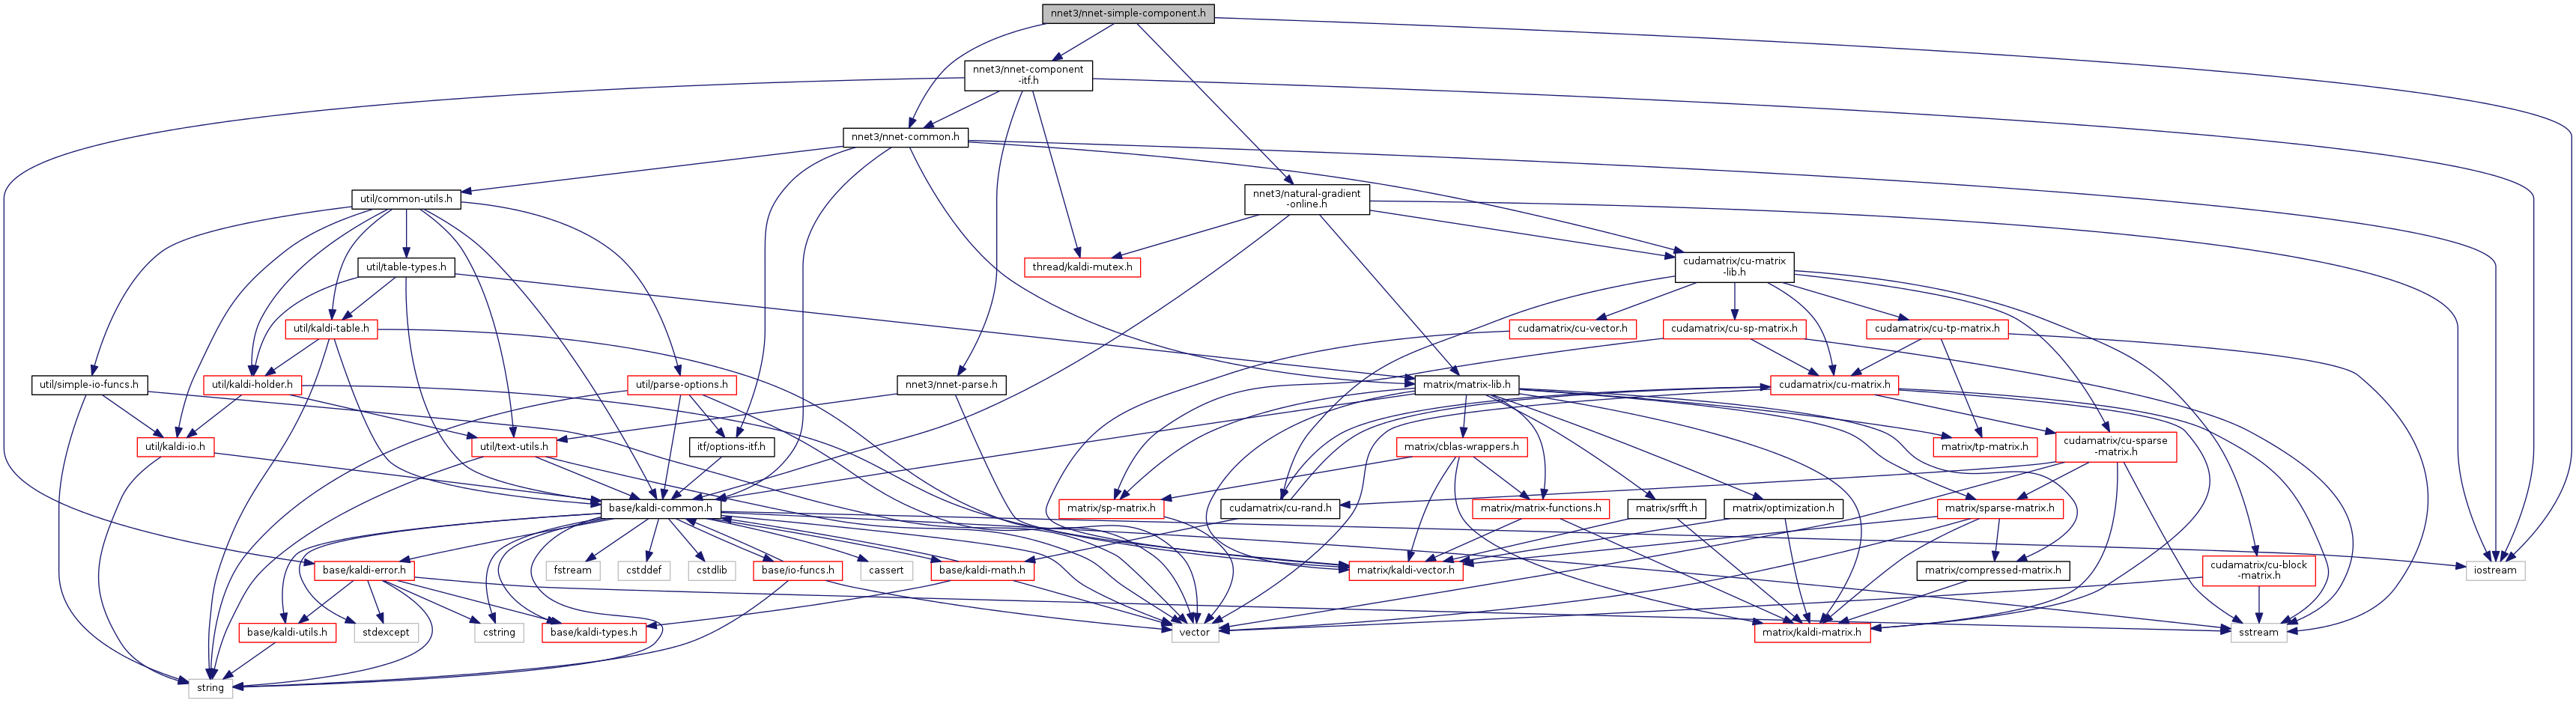 nnet3/nnet-simple-component.h
nnet3/nnet-component
-itf.h
nnet3/nnet-common.h
util/common-utils.h
nnet3/natural-gradient
-online.h
util/table-types.h
thread/kaldi-mutex.h
cudamatrix/cu-matrix
-lib.h
util/kaldi-table.h
cudamatrix/cu-vector.h
cudamatrix/cu-sp-matrix.h
cudamatrix/cu-tp-matrix.h
util/simple-io-funcs.h
util/kaldi-holder.h
util/parse-options.h
nnet3/nnet-parse.h
matrix/matrix-lib.h
cudamatrix/cu-matrix.h
util/kaldi-io.h
util/text-utils.h
itf/options-itf.h
matrix/cblas-wrappers.h
matrix/tp-matrix.h
cudamatrix/cu-sparse
-matrix.h
base/kaldi-common.h
matrix/sp-matrix.h
cudamatrix/cu-rand.h
matrix/matrix-functions.h
matrix/srfft.h
matrix/optimization.h
matrix/sparse-matrix.h
base/kaldi-error.h
fstream
cstddef
cstdlib
base/io-funcs.h
cassert
base/kaldi-math.h
matrix/kaldi-vector.h
matrix/compressed-matrix.h
cudamatrix/cu-block
-matrix.h
iostream
base/kaldi-utils.h
stdexcept
cstring
base/kaldi-types.h
vector
matrix/kaldi-matrix.h
sstream
string